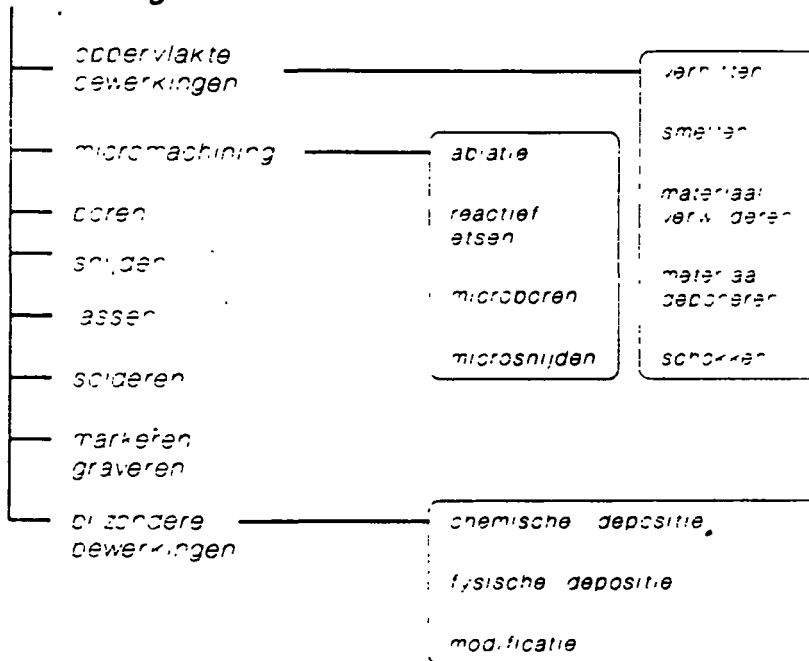 oppervlakte
bewerkingen
verhitten
smelten
materiaal
verwijderen
materiaal
deponeren
schokken
micromachining
ablatie
reactief
etsen
microboren
microsnijden
boren
snijden
lassen
solderen
markeren
graveren
bijzondere
bewerkingen
chemische depositie
fysische depositie
modificatie